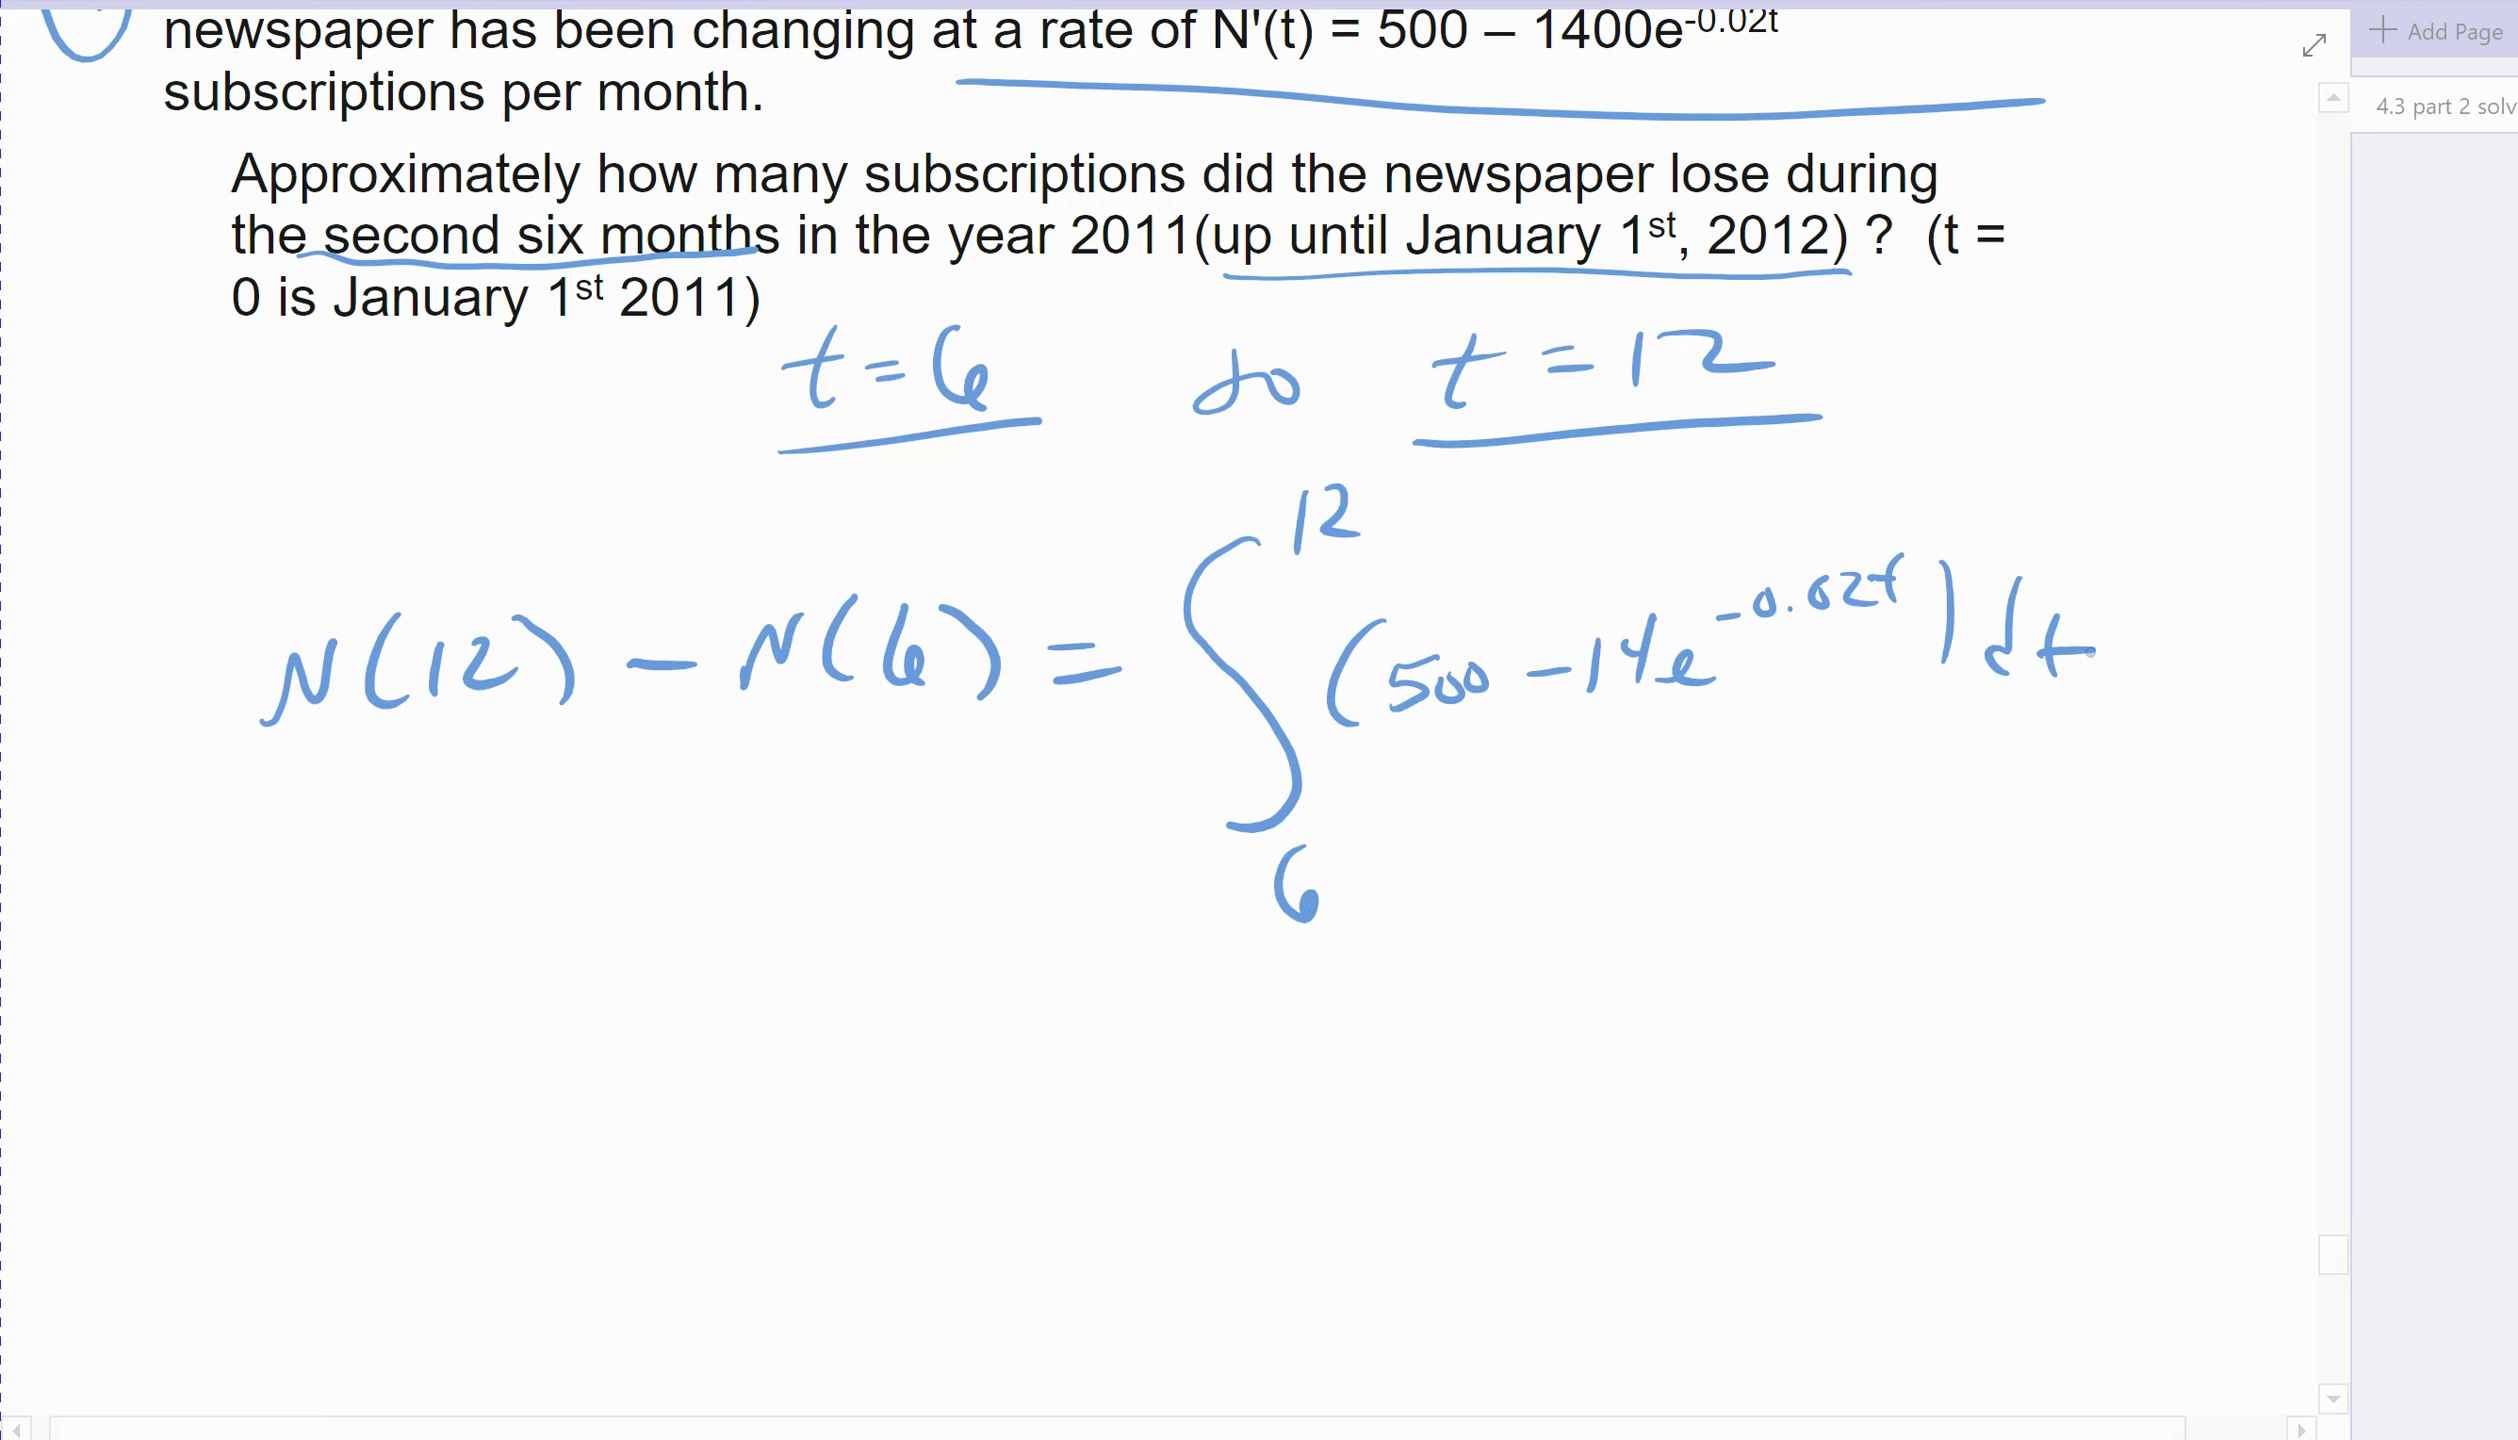 newspaper has been changing at a rate of N'(t) = 500 – 1400e^-0.02t
+ Add Page
subscriptions per month.
4.3 part 2 solv
Approximately how many subscriptions did the newspaper lose during
the second six months in the year 2011(up until January 1st, 2012) ? (t =
0 is January 1st 2011)
t = 6 to t = 12
N(12) - N(6) = ∫_6^12 (500 - 14e^-0.02t) dt